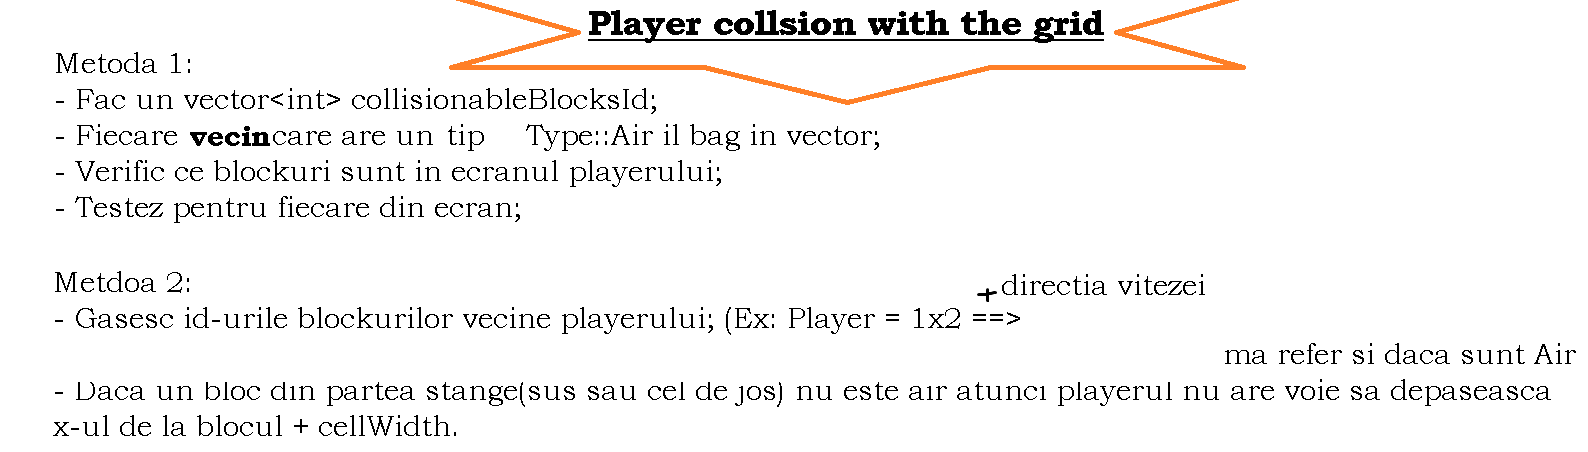 Player collsion with the grid
Metoda 1:
- Fac un vector<int> collisionableBlocksId;
- Fiecare vecin care are un tip Type::Air il bag in vector;
- Verific ce blockuri sunt in ecranul playerului;
- Testez pentru fiecare din ecran;
Metdoa 2:
+ directia vitezei
- Gasesc id-urile blockurilor vecine playerului; (Ex: Player = 1x2 ==>
ma refer si daca sunt Air
- Daca un bloc din partea stange(sus sau cel de jos) nu este air atunci playerul nu are voie sa depaseasca
x-ul de la blocul + cellWidth.